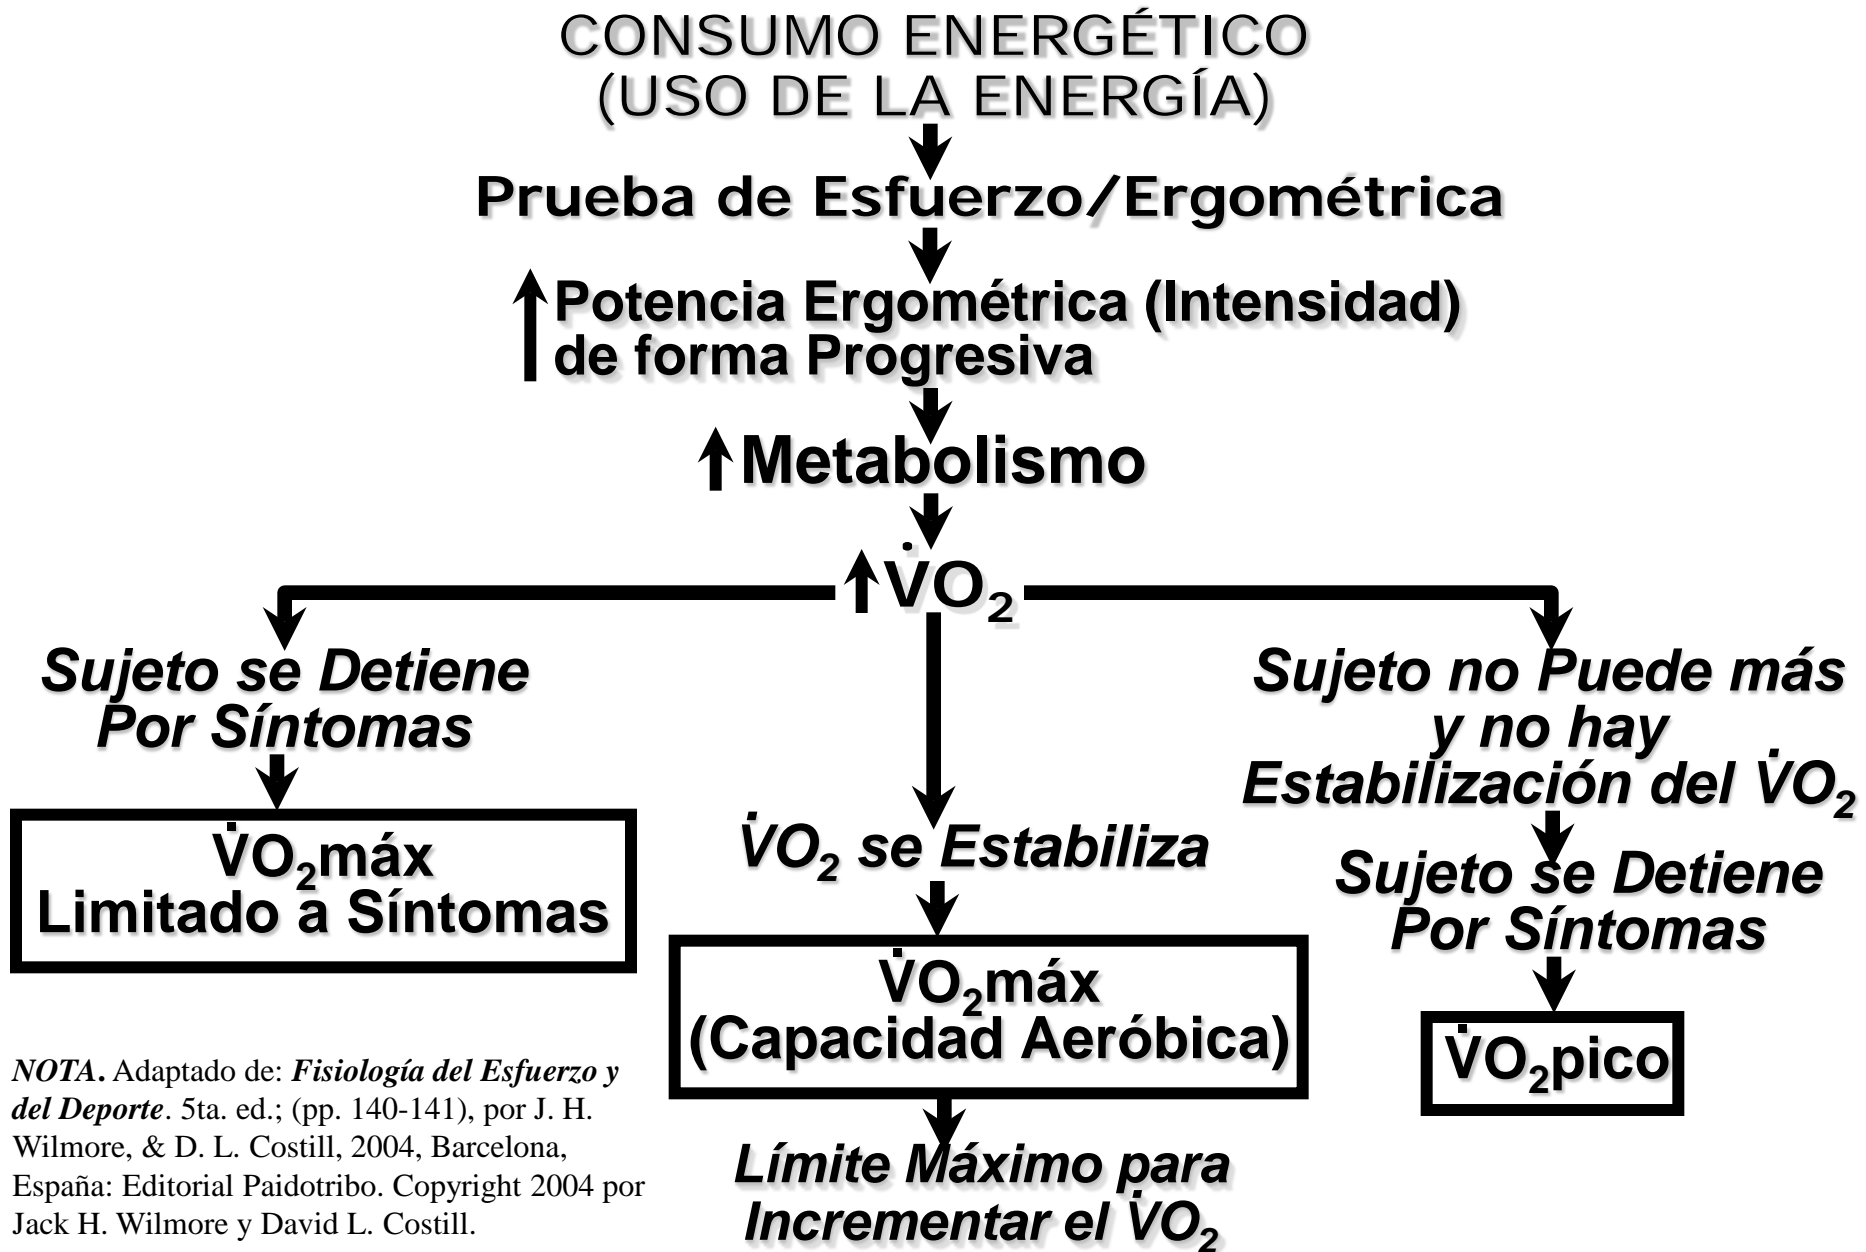 CONSUMO ENERGÉTICO
(USO DE LA ENERGÍA)
Prueba de Esfuerzo/Ergométrica
Potencia Ergométrica (Intensidad)
de forma Progresiva
Metabolismo
V̇O₂
Sujeto se Detiene
Por Síntomas
V̇O₂máx
Limitado a Síntomas
V̇O₂ se Estabiliza
V̇O₂máx
(Capacidad Aeróbica)
Límite Máximo para
Incrementar el V̇O₂
Sujeto no Puede más
y no hay
Estabilización del V̇O₂
Sujeto se Detiene
Por Síntomas
V̇O₂pico
NOTA. Adaptado de: Fisiología del Esfuerzo y
del Deporte. 5ta. ed.; (pp. 140-141), por J. H.
Wilmore, & D. L. Costill, 2004, Barcelona,
España: Editorial Paidotribo. Copyright 2004 por
Jack H. Wilmore y David L. Costill.